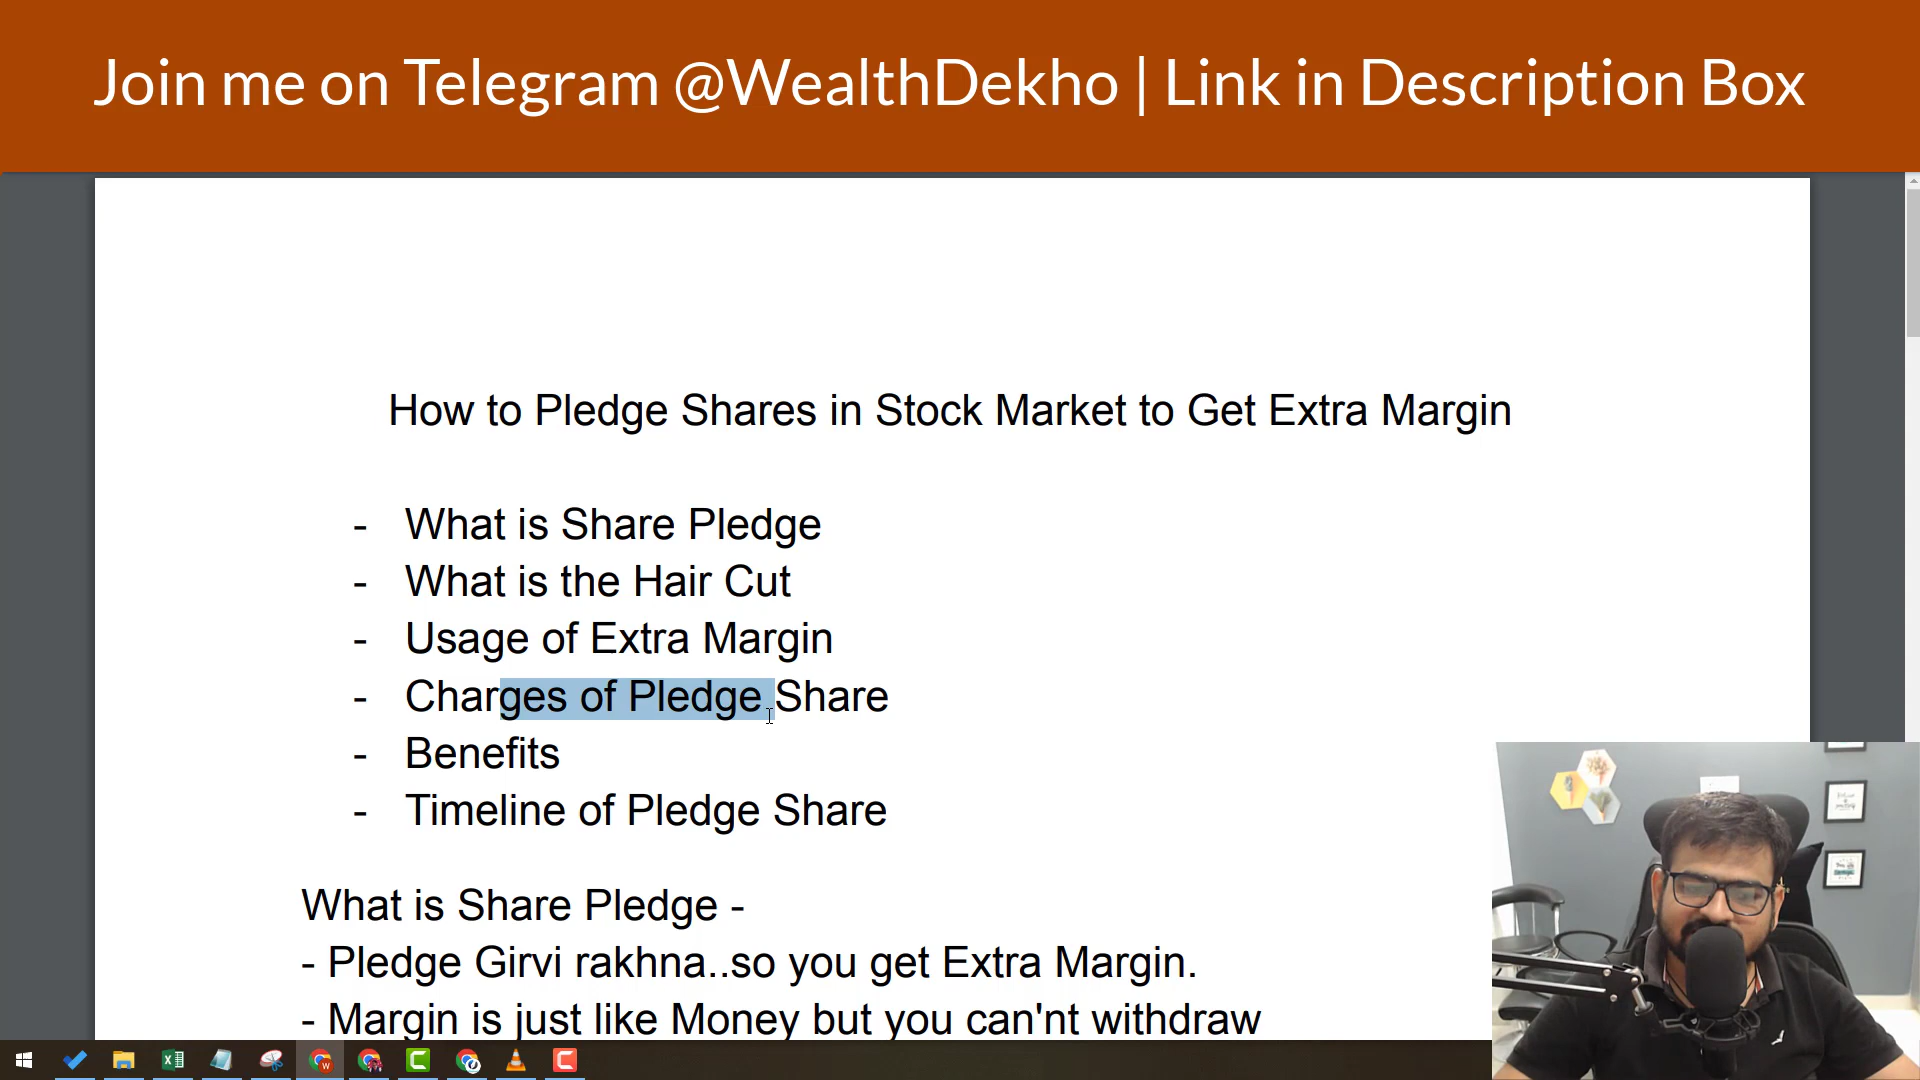 Join me on Telegram @WealthDekho | Link in Description Box
How to Pledge Shares in Stock Market to Get Extra Margin
- What is Share Pledge
- What is the Hair Cut
- Usage of Extra Margin
- Charges of Pledge Share
- Benefits
- Timeline of Pledge Share
What is Share Pledge -
- Pledge Girvi rakhna..so you get Extra Margin.
- Margin is just like Money but you can'nt withdraw